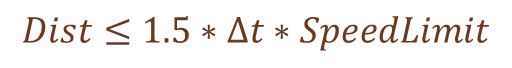 Dist ≤ 1.5 * Δt * SpeedLimit